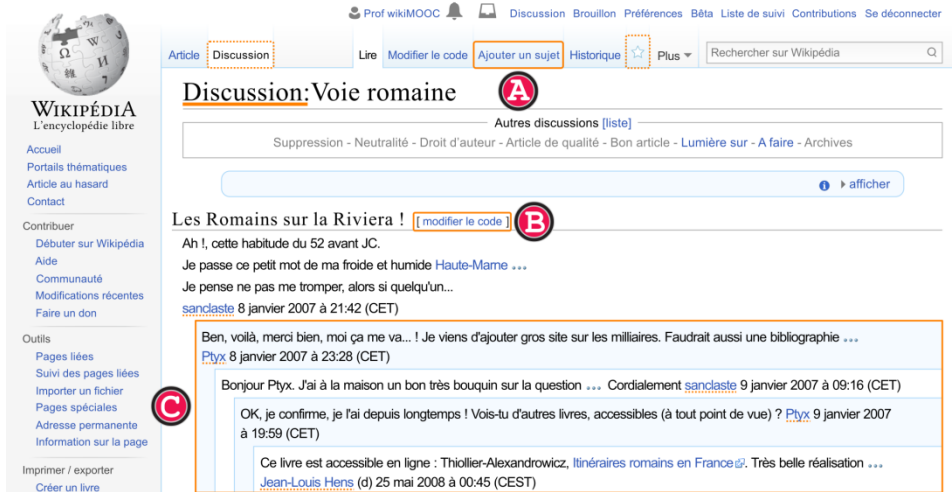 Prof wikiMOOC Discussion Brouillon Préférences Bêta Liste de suivi Contributions Se déconnecter
Article Discussion Lire Modifier le code Ajouter un sujet Historique Plus Rechercher sur Wikipédia
WIKIPÉDIA
L'encyclopédie libre
Accueil
Portails thématiques
Article au hasard
Contact
Contribuer
Débuter sur Wikipédia
Aide
Communauté
Modifications récentes
Faire un don
Outils
Pages liées
Suivi des pages liées
Importer un fichier
Pages spéciales
Adresse permanente
Information sur la page
Imprimer / exporter
Créer un livre
Discussion:Voie romaine
A
Autres discussions [liste]
Suppression - Neutralité - Droit d'auteur - Article de qualité - Bon article - Lumière sur - A faire - Archives
afficher
Les Romains sur la Riviera ! [ modifier le code ]
B
Ah !, cette habitude du 52 avant JC.
Je passe ce petit mot de ma froide et humide Haute-Marne ...
Je pense ne pas me tromper, alors si quelqu'un...
sanclaste 8 janvier 2007 à 21:42 (CET)
C
Ben, voilà, merci bien, moi ça me va... ! Je viens d'ajouter gros site sur les milliaires. Faudrait aussi une bibliographie ...
Ptyx 8 janvier 2007 à 23:28 (CET)
Bonjour Ptyx. J'ai à la maison un bon très bouquin sur la question ... Cordialement sanclaste 9 janvier 2007 à 09:16 (CET)
OK, je confirme, je l'ai depuis longtemps ! Vois-tu d'autres livres, accessibles (à tout point de vue) ? Ptyx 9 janvier 2007
à 19:59 (CET)
Ce livre est accessible en ligne : Thiollier-Alexandrowicz, Itinéraires romains en France. Très belle réalisation ...
Jean-Louis Hens (d) 25 mai 2008 à 00:45 (CEST)